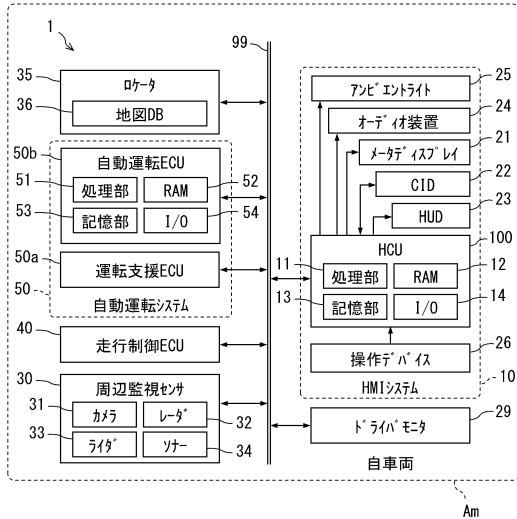 1
99
35
ロケータ
36
地図DB
50b
自動運転ECU
51
処理部
RAM
52
53
記憶部
I/O
54
50a
運転支援ECU
50
自動運転システム
40
走行制御ECU
30
周辺監視センサ
31
カメラ
レーダ
32
33
ライダ
ソナー
34
アンビエントライト
25
オーディオ装置
24
メータディスプレイ
21
CID
22
HUD
23
HCU
100
11
処理部
RAM
12
13
記憶部
I/O
14
操作デバイス
26
HMIシステム
10
ドライバモニタ
29
自車両
Am